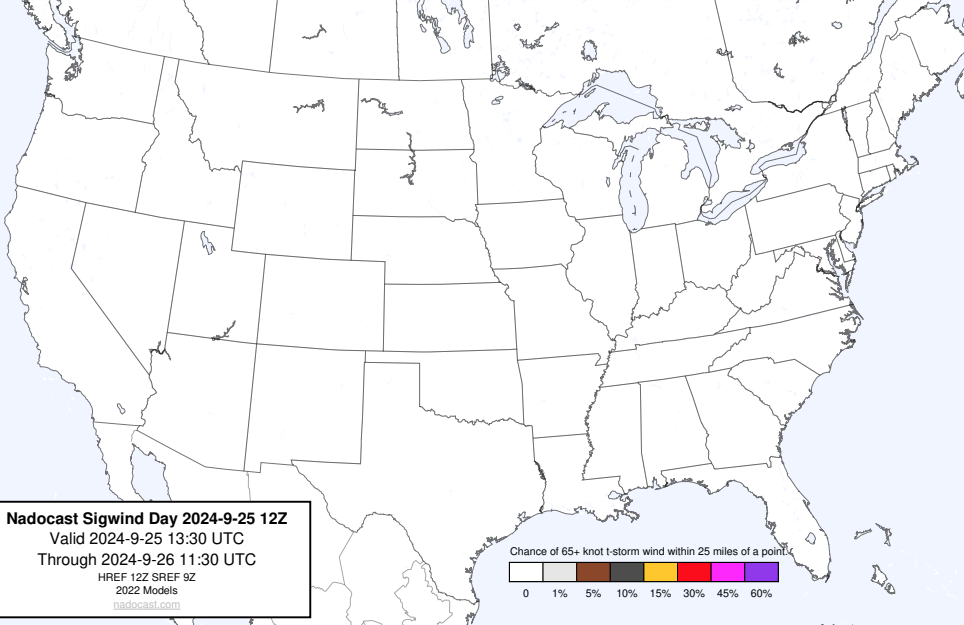 Nadocast Sigwind Day 2024-9-25 12Z
Valid 2024-9-25 13:30 UTC
Through 2024-9-26 11:30 UTC
HREF 12Z SREF 9Z
2022 Models
nadocast.com
Chance of 65+ knot t-storm wind within 25 miles of a point.
0 1% 5% 10% 15% 30% 45% 60%